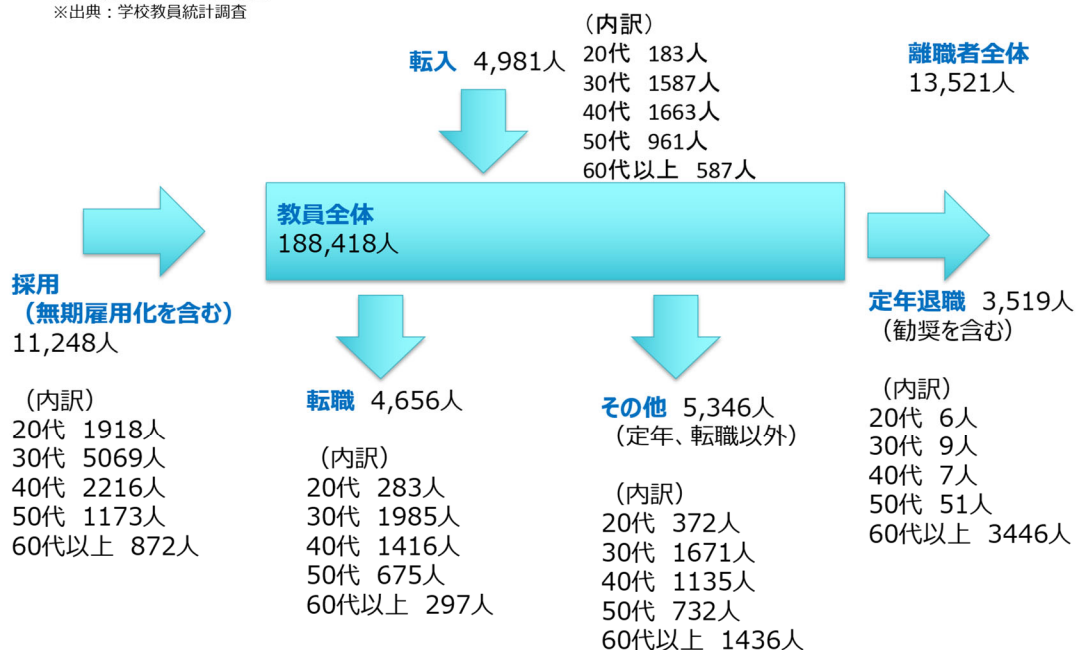 ※出典：学校教員統計調査
転入 4,981人
（内訳）
20代 183人
30代 1587人
40代 1663人
50代 961人
60代以上 587人
離職者全体
13,521人
教員全体
188,418人
採用
（無期雇用化を含む）
11,248人
（内訳）
20代 1918人
30代 5069人
40代 2216人
50代 1173人
60代以上 872人
転職 4,656人
（内訳）
20代 283人
30代 1985人
40代 1416人
50代 675人
60代以上 297人
その他 5,346人
（定年、転職以外）
（内訳）
20代 372人
30代 1671人
40代 1135人
50代 732人
60代以上 1436人
定年退職 3,519人
（勧奨を含む）
（内訳）
20代 6人
30代 9人
40代 7人
50代 51人
60代以上 3446人